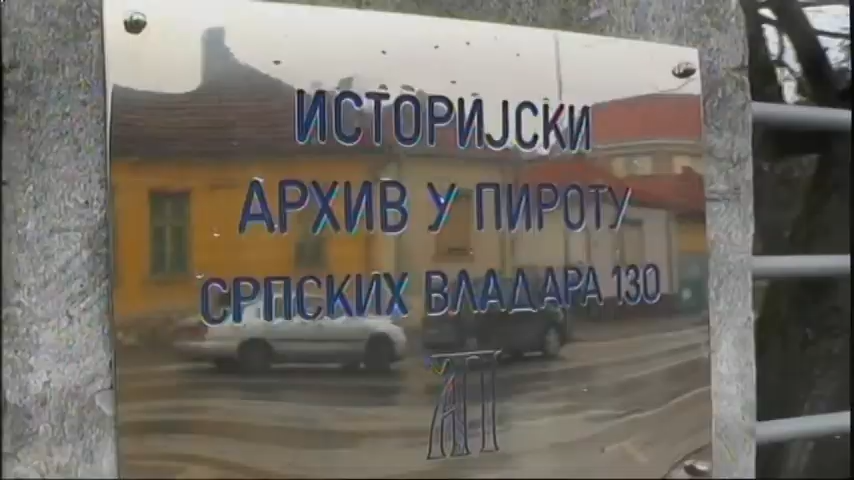 ИСТОРИЈСКИ
АРХИВ У ПИРОТУ
СРПСКИХ ВЛАДАРА 130
АП